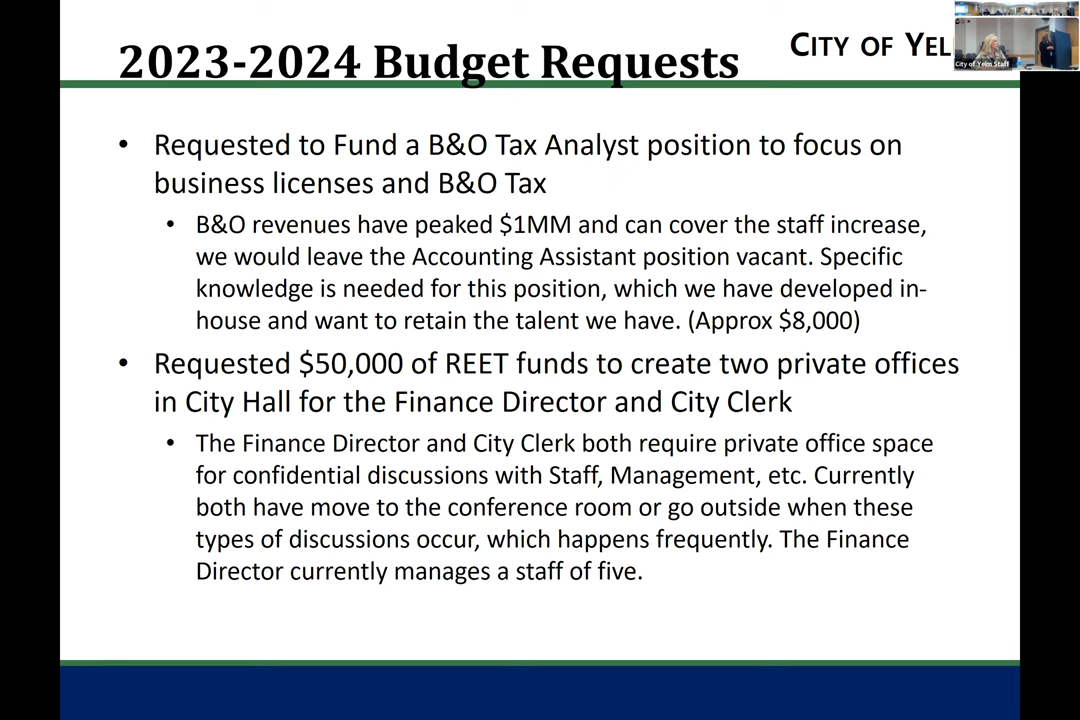 2023-2024 Budget Requests
CITY OF YEL
City of Yelm Staff
• Requested to Fund a B&O Tax Analyst position to focus on
business licenses and B&O Tax
• B&O revenues have peaked $1MM and can cover the staff increase,
we would leave the Accounting Assistant position vacant. Specific
knowledge is needed for this position, which we have developed in-
house and want to retain the talent we have. (Approx $8,000)
• Requested $50,000 of REET funds to create two private offices
in City Hall for the Finance Director and City Clerk
• The Finance Director and City Clerk both require private office space
for confidential discussions with Staff, Management, etc. Currently
both have move to the conference room or go outside when these
types of discussions occur, which happens frequently. The Finance
Director currently manages a staff of five.